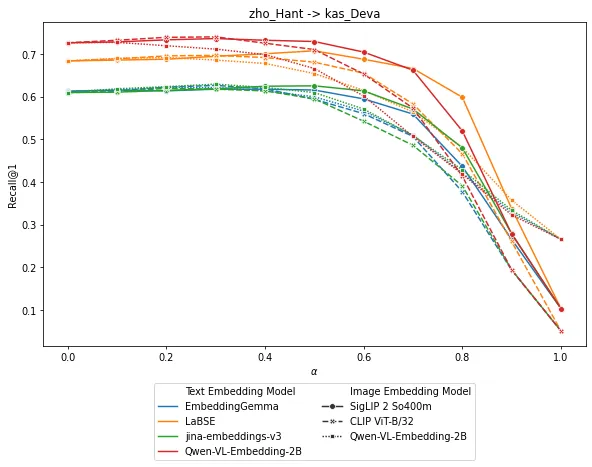 zho_Hant -> kas_Deva
0.7
0.6
0.5
0.4
0.3
0.2
0.1
Recall@1
0.0 0.2 0.4 0.6 0.8 1.0
α
Text Embedding Model
EmbeddingGemma
LaBSE
jina-embeddings-v3
Qwen-VL-Embedding-2B
Image Embedding Model
SigLIP 2 So400m
CLIP ViT-B/32
Qwen-VL-Embedding-2B